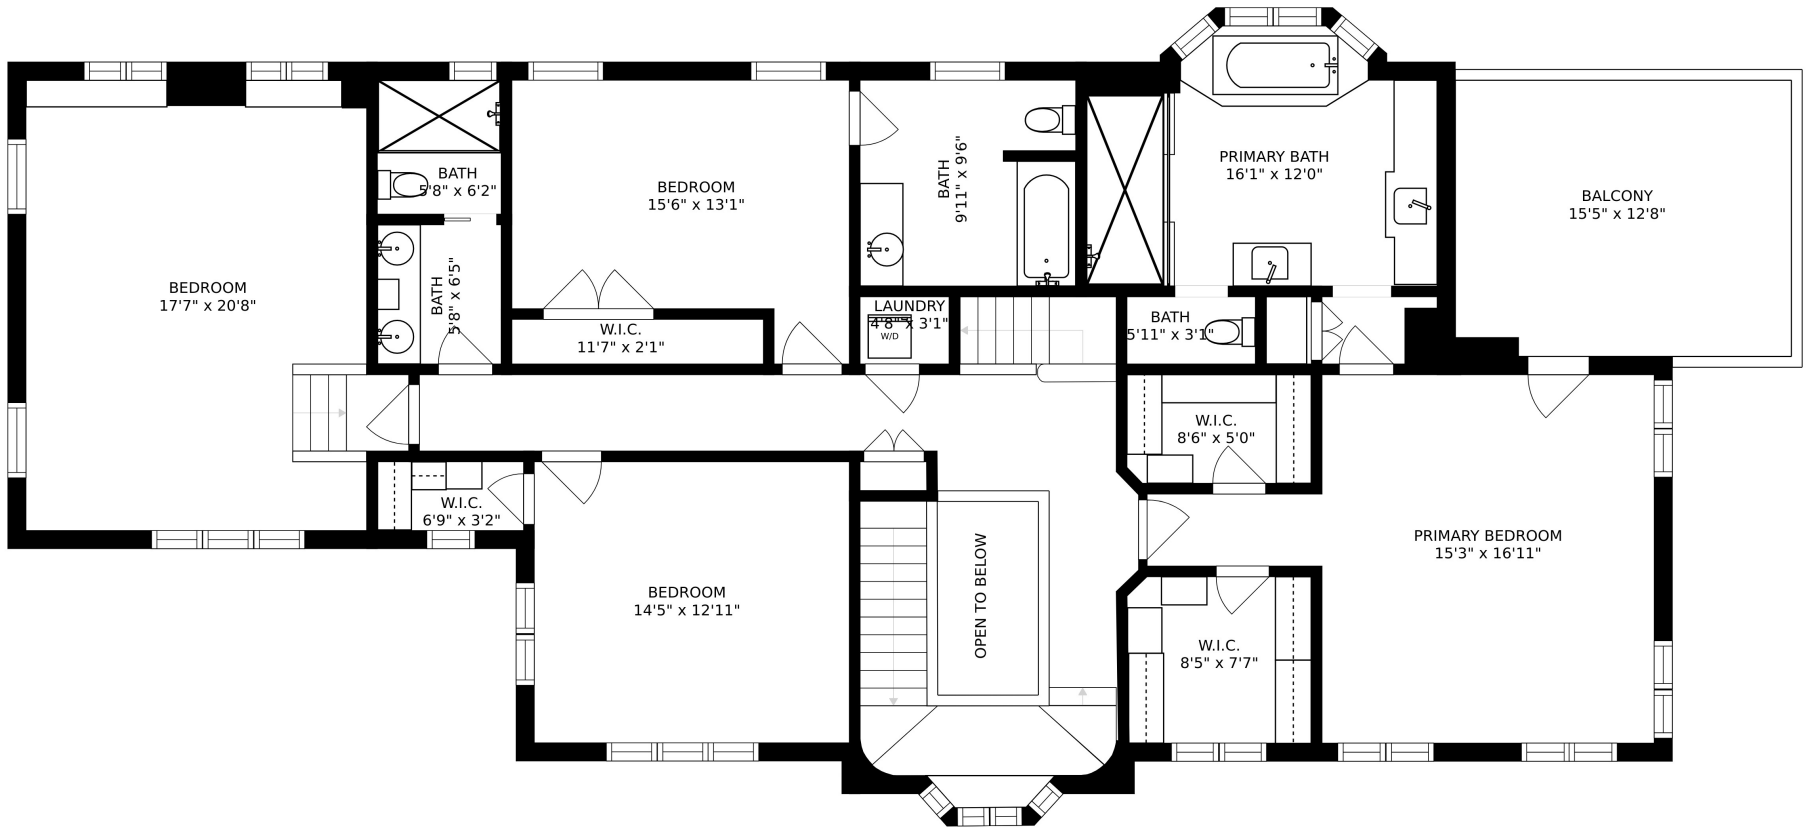 PRIMARY BATH
16'1" x 12'0"
BATH
5'8" x 6'2"
BEDROOM
15'6" x 13'1"
BATH
9'11" x 9'6"
BALCONY
15'5" x 12'8"
BEDROOM
17'7" x 20'8"
BATH
5'8" x 6'5"
W.I.C.
11'7" x 2'1"
LAUNDRY
4'8" x 3'1"
W/D
BATH
5'11" x 3'1"
W.I.C.
8'6" x 5'0"
W.I.C.
6'9" x 3'2"
PRIMARY BEDROOM
15'3" x 16'11"
BEDROOM
14'5" x 12'11"
OPEN TO BELOW
W.I.C.
8'5" x 7'7"